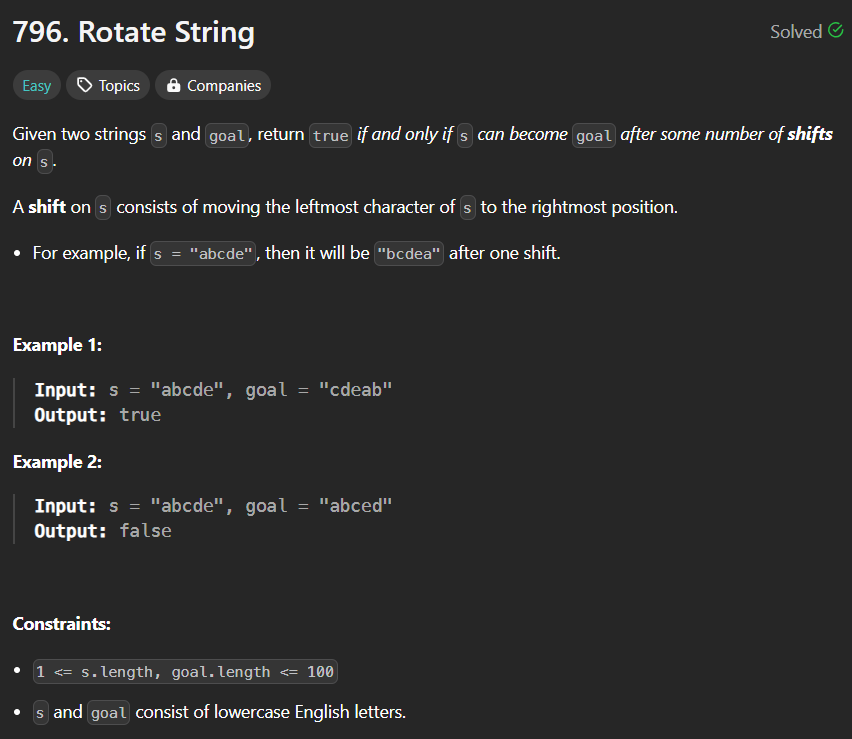 796. Rotate String
Solved
Easy
Topics
Companies
Given two strings s and goal, return true if and only if s can become goal after some number of shifts
on s.
A shift on s consists of moving the leftmost character of s to the rightmost position.
• For example, if s = "abcde", then it will be "bcdea" after one shift.
Example 1:
Input: s = "abcde", goal = "cdeab"
Output: true
Example 2:
Input: s = "abcde", goal = "abced"
Output: false
Constraints:
• 1 <= s.length, goal.length <= 100
• s and goal consist of lowercase English letters.